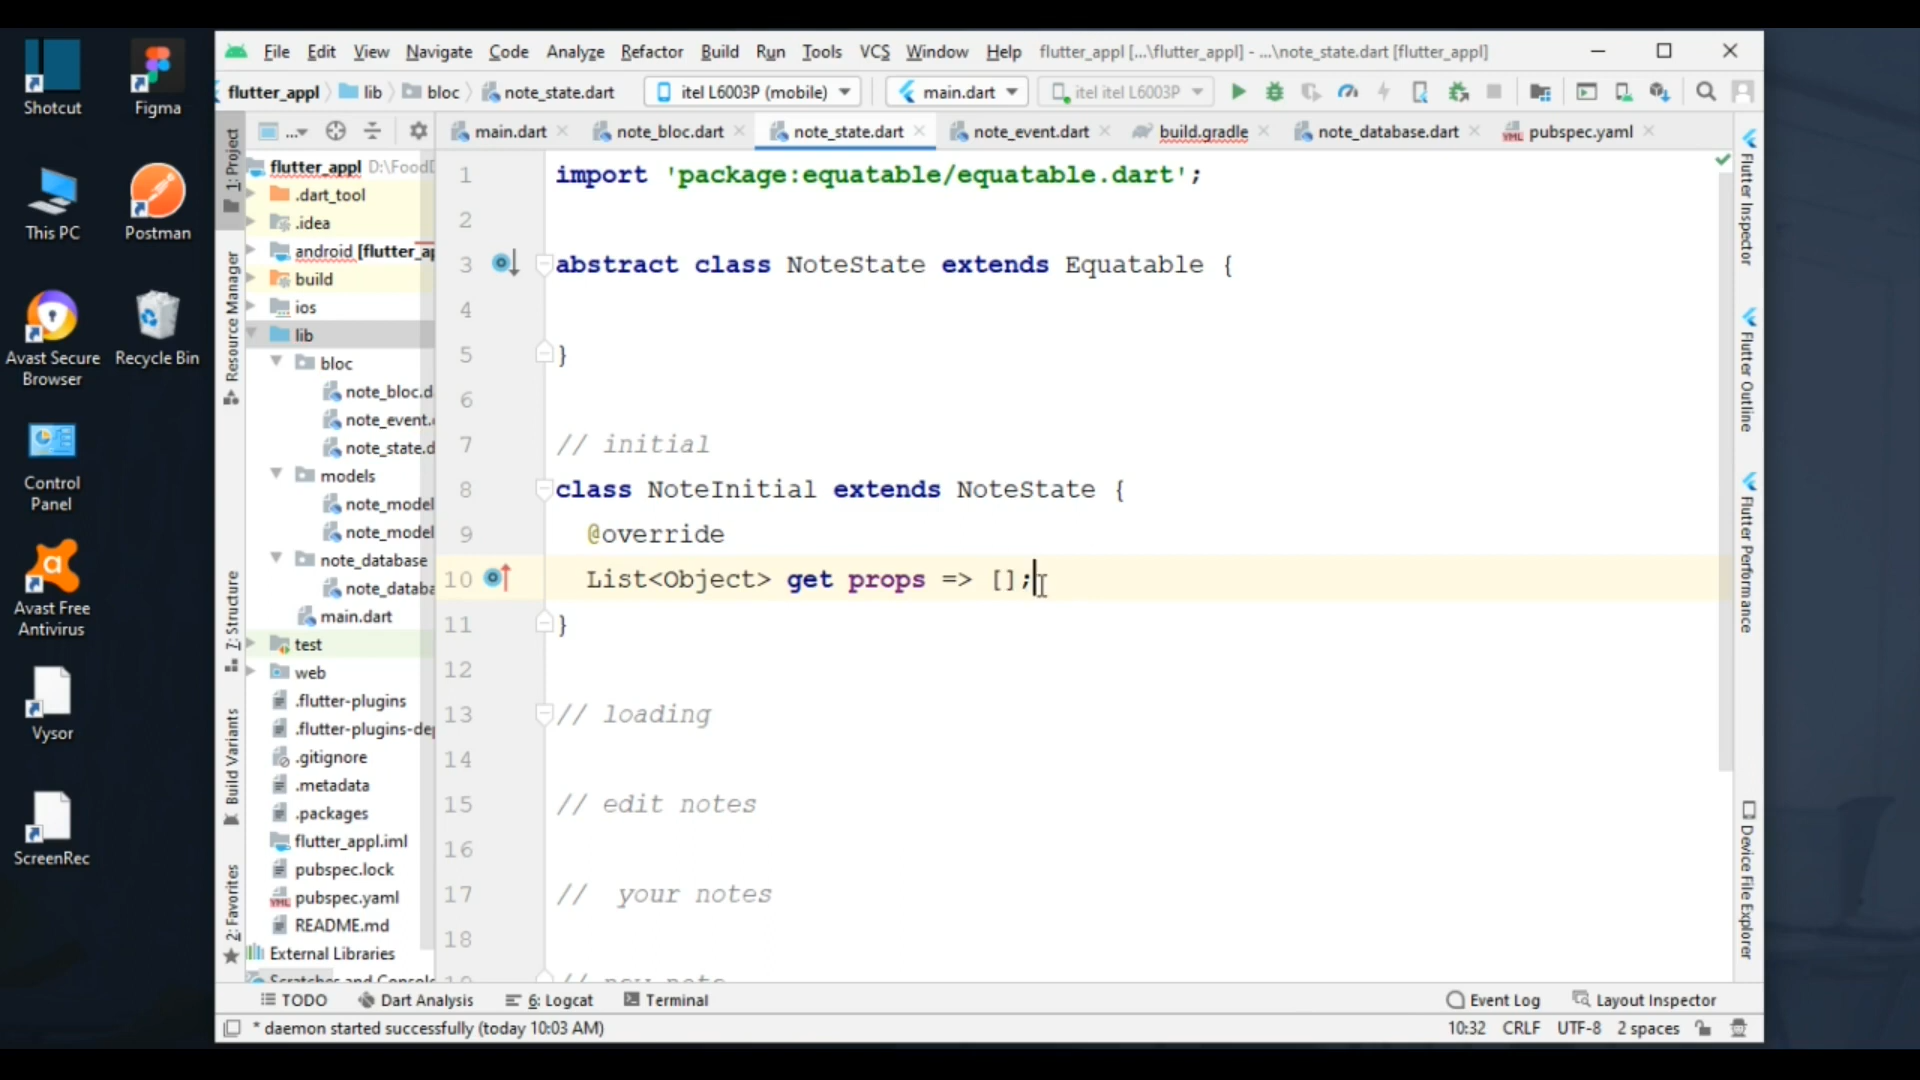 Shotcut
Figma
This PC
Postman
Avast Secure
Browser
Recycle Bin
Control
Panel
Avast Free
Antivirus
Vysor
ScreenRec
File Edit View Navigate Code Analyze Refactor Build Run Tools VCS Window Help flutter_appl [...\flutter_appl] - ...\note_state.dart [flutter_appl]
flutter_appl lib bloc note_state.dart itel L6003P (mobile) main.dart itel itel L6003P
... main.dart note_bloc.dart note_state.dart note_event.dart build.gradle note_database.dart pubspec.yaml
1: Project
Resource Manager
7: Structure
Build Variants
2: Favorites
flutter_appl D:\Food
.dart_tool
.idea
android [flutter_ap
build
ios
lib
bloc
note_bloc.d
note_event.
note_state.d
models
note_model
note_model
note_database
note_databa
main.dart
test
web
.flutter-plugins
.flutter-plugins-de
.gitignore
.metadata
.packages
flutter_appl.iml
pubspec.lock
pubspec.yaml
README.md
External Libraries
Scratches and Consol
1 import 'package:equatable/equatable.dart';
2
3 abstract class NoteState extends Equatable {
4
5 }
6
7 // initial
8 class NoteInitial extends NoteState {
9 @override
10 List<Object> get props => [];
11 }
12
13 // loading
14
15 // edit notes
16
17 // your notes
18
// new note
Flutter Inspector
Flutter Outline
Flutter Performance
Device File Explorer
TODO Dart Analysis 6: Logcat Terminal Event Log Layout Inspector
* daemon started successfully (today 10:03 AM) 10:32 CRLF UTF-8 2 spaces